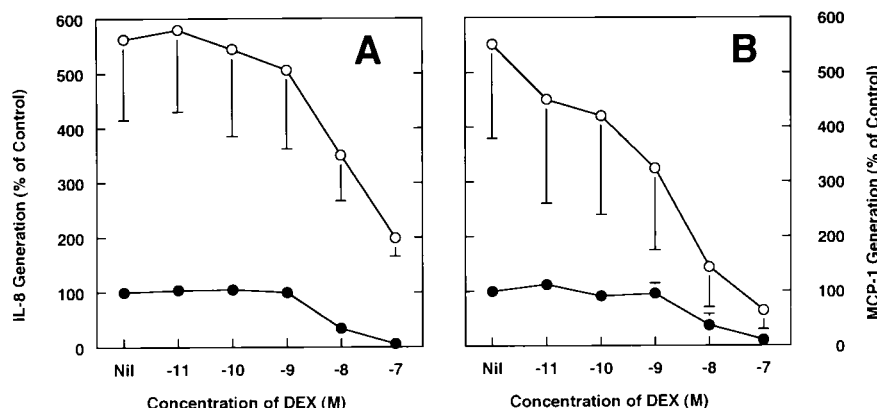 A
B
IL-8 Generation (% of Control)
600
500
400
300
200
100
0
Nil -11 -10 -9 -8 -7
Concentration of DEX (M)
600
500
400
300
200
100
0
MCP-1 Generation (% of Control)
Nil -11 -10 -9 -8 -7
Concentration of DEX (M)